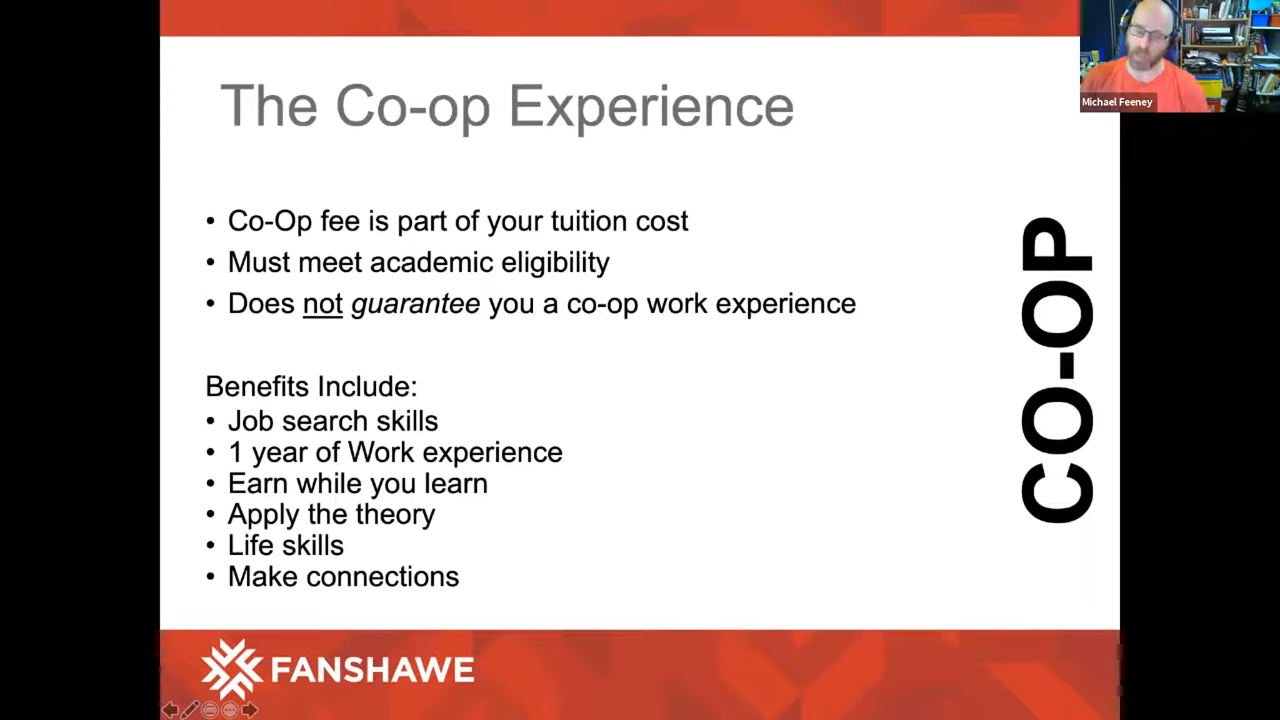 The Co-op Experience
Michael Feeney
• Co-Op fee is part of your tuition cost
• Must meet academic eligibility
• Does not guarantee you a co-op work experience
CO-OP
Benefits Include:
• Job search skills
• 1 year of Work experience
• Earn while you learn
• Apply the theory
• Life skills
• Make connections
FANSHAWE